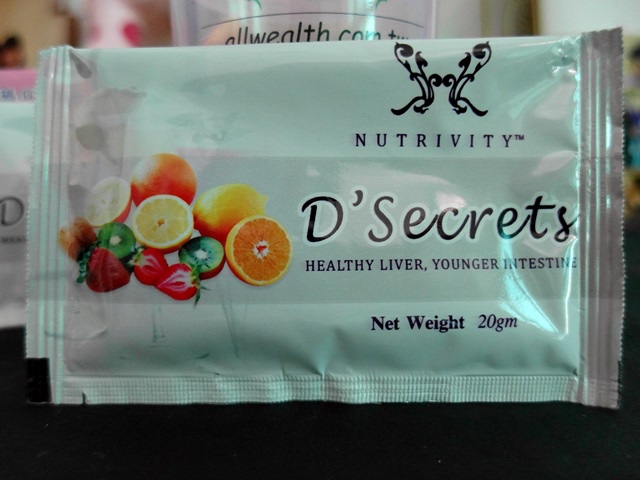 allwealth.com.tw
NUTRIVITY™
D'Secrets
HEALTHY LIVER, YOUNGER INTESTINE
Net Weight 20gm
D